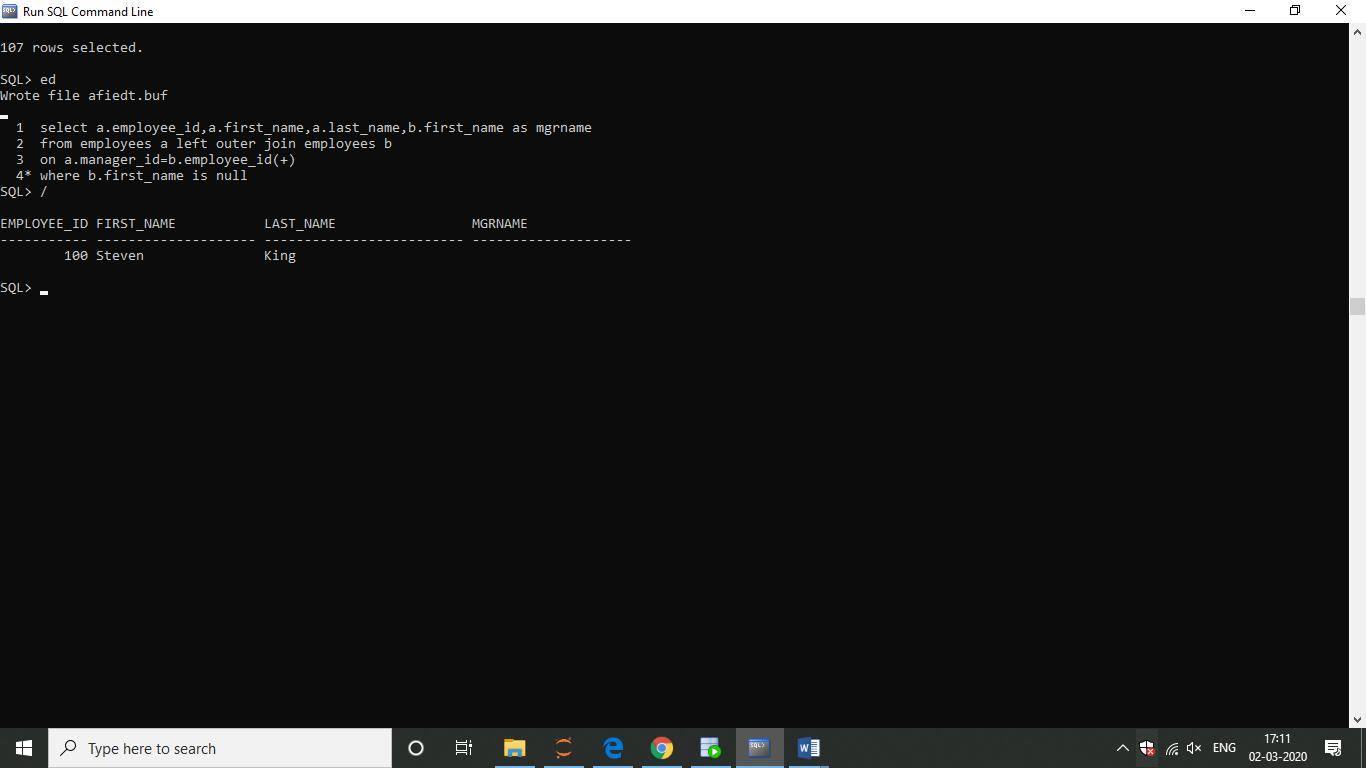 Run SQL Command Line
107 rows selected.
SQL> ed
Wrote file afiedt.buf
1 select a.employee_id,a.first_name,a.last_name,b.first_name as mgrname
2 from employees a left outer join employees b
3 on a.manager_id=b.employee_id(+)
4* where b.first_name is null
SQL> /
EMPLOYEE_ID FIRST_NAME LAST_NAME MGRNAME
----------- -------------------- ------------------------- --------------------
100 Steven King
SQL>
Type here to search
ENG
17:11
02-03-2020